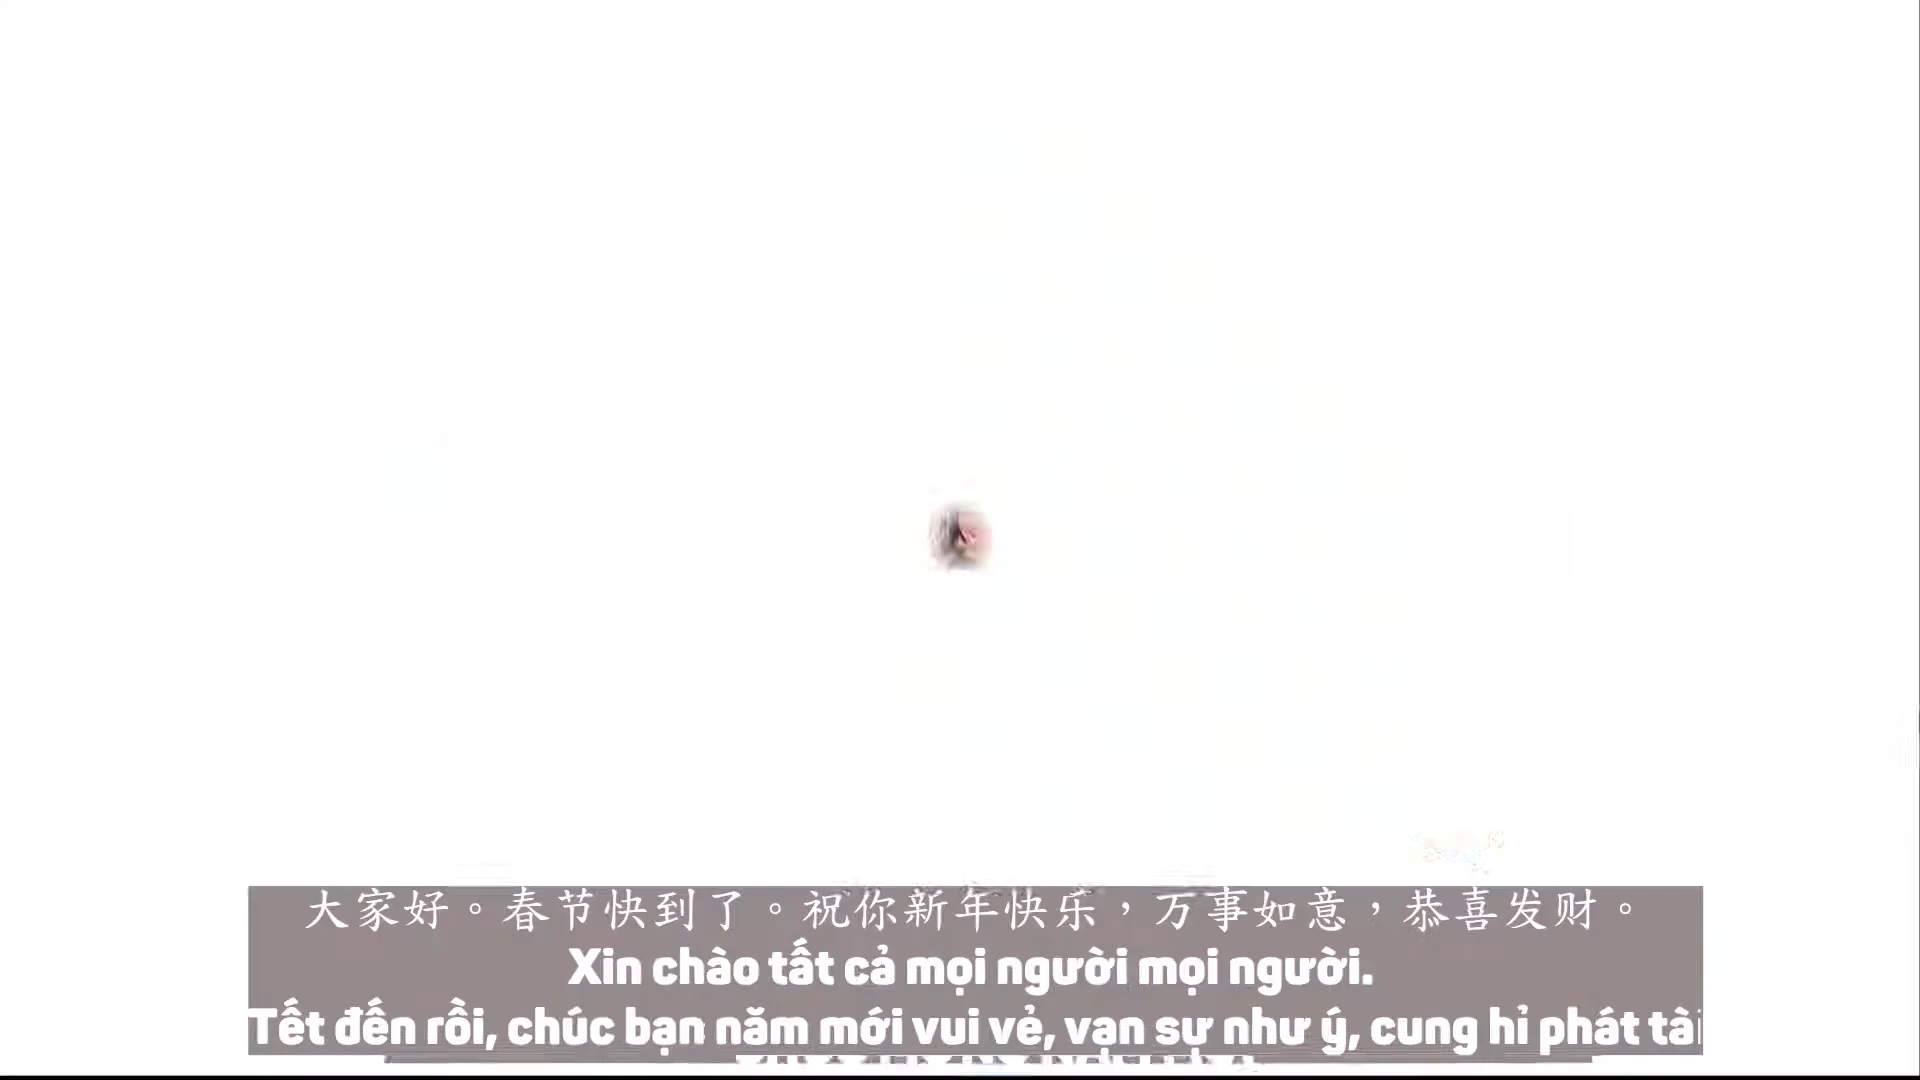 大家好。春节快到了。祝你新年快乐，万事如意，恭喜发财。
Xin chào tất cả mọi người mọi người.
Tết đến rồi, chúc bạn năm mới vui vẻ, vạn sự như ý, cung hỉ phát tài